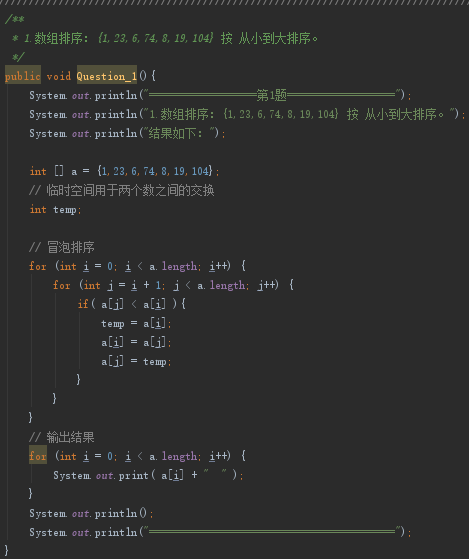 ////////////////////////////////////////////////////////////////////////////////
/**
 * 1.数组排序: {1,23,6,74,8,19,104} 按 从小到大排序。
 */
public void Question_1(){
    System.out.println("==================第1题==================");
    System.out.println("1.数组排序: {1,23,6,74,8,19,104} 按 从小到大排序。");
    System.out.println("结果如下: ");

    int [] a = {1,23,6,74,8,19,104};
    // 临时空间用于两个数之间的交换
    int temp;

    // 冒泡排序
    for (int i = 0; i < a.length; i++) {
        for (int j = i + 1; j < a.length; j++) {
            if( a[j] < a[i] ){
                temp = a[i];
                a[i] = a[j];
                a[j] = temp;
            }
        }
    }
    // 输出结果
    for (int i = 0; i < a.length; i++) {
        System.out.print( a[i] + "  " );
    }
    System.out.println();
    System.out.println("=========================================");
}